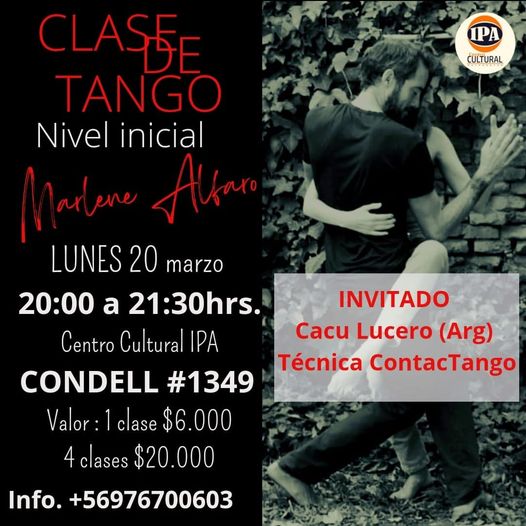 CLASE
DE
TANGO
Nivel inicial
Marlene Alfaro
LUNES 20 marzo
20:00 a 21:30hrs.
Centro Cultural IPA
CONDELL #1349
Valor : 1 clase $6.000
4 clases $20.000
Info. +56976700603
IPA
CULTURAL
INVITADO
Cacu Lucero (Arg)
Técnica ContacTango